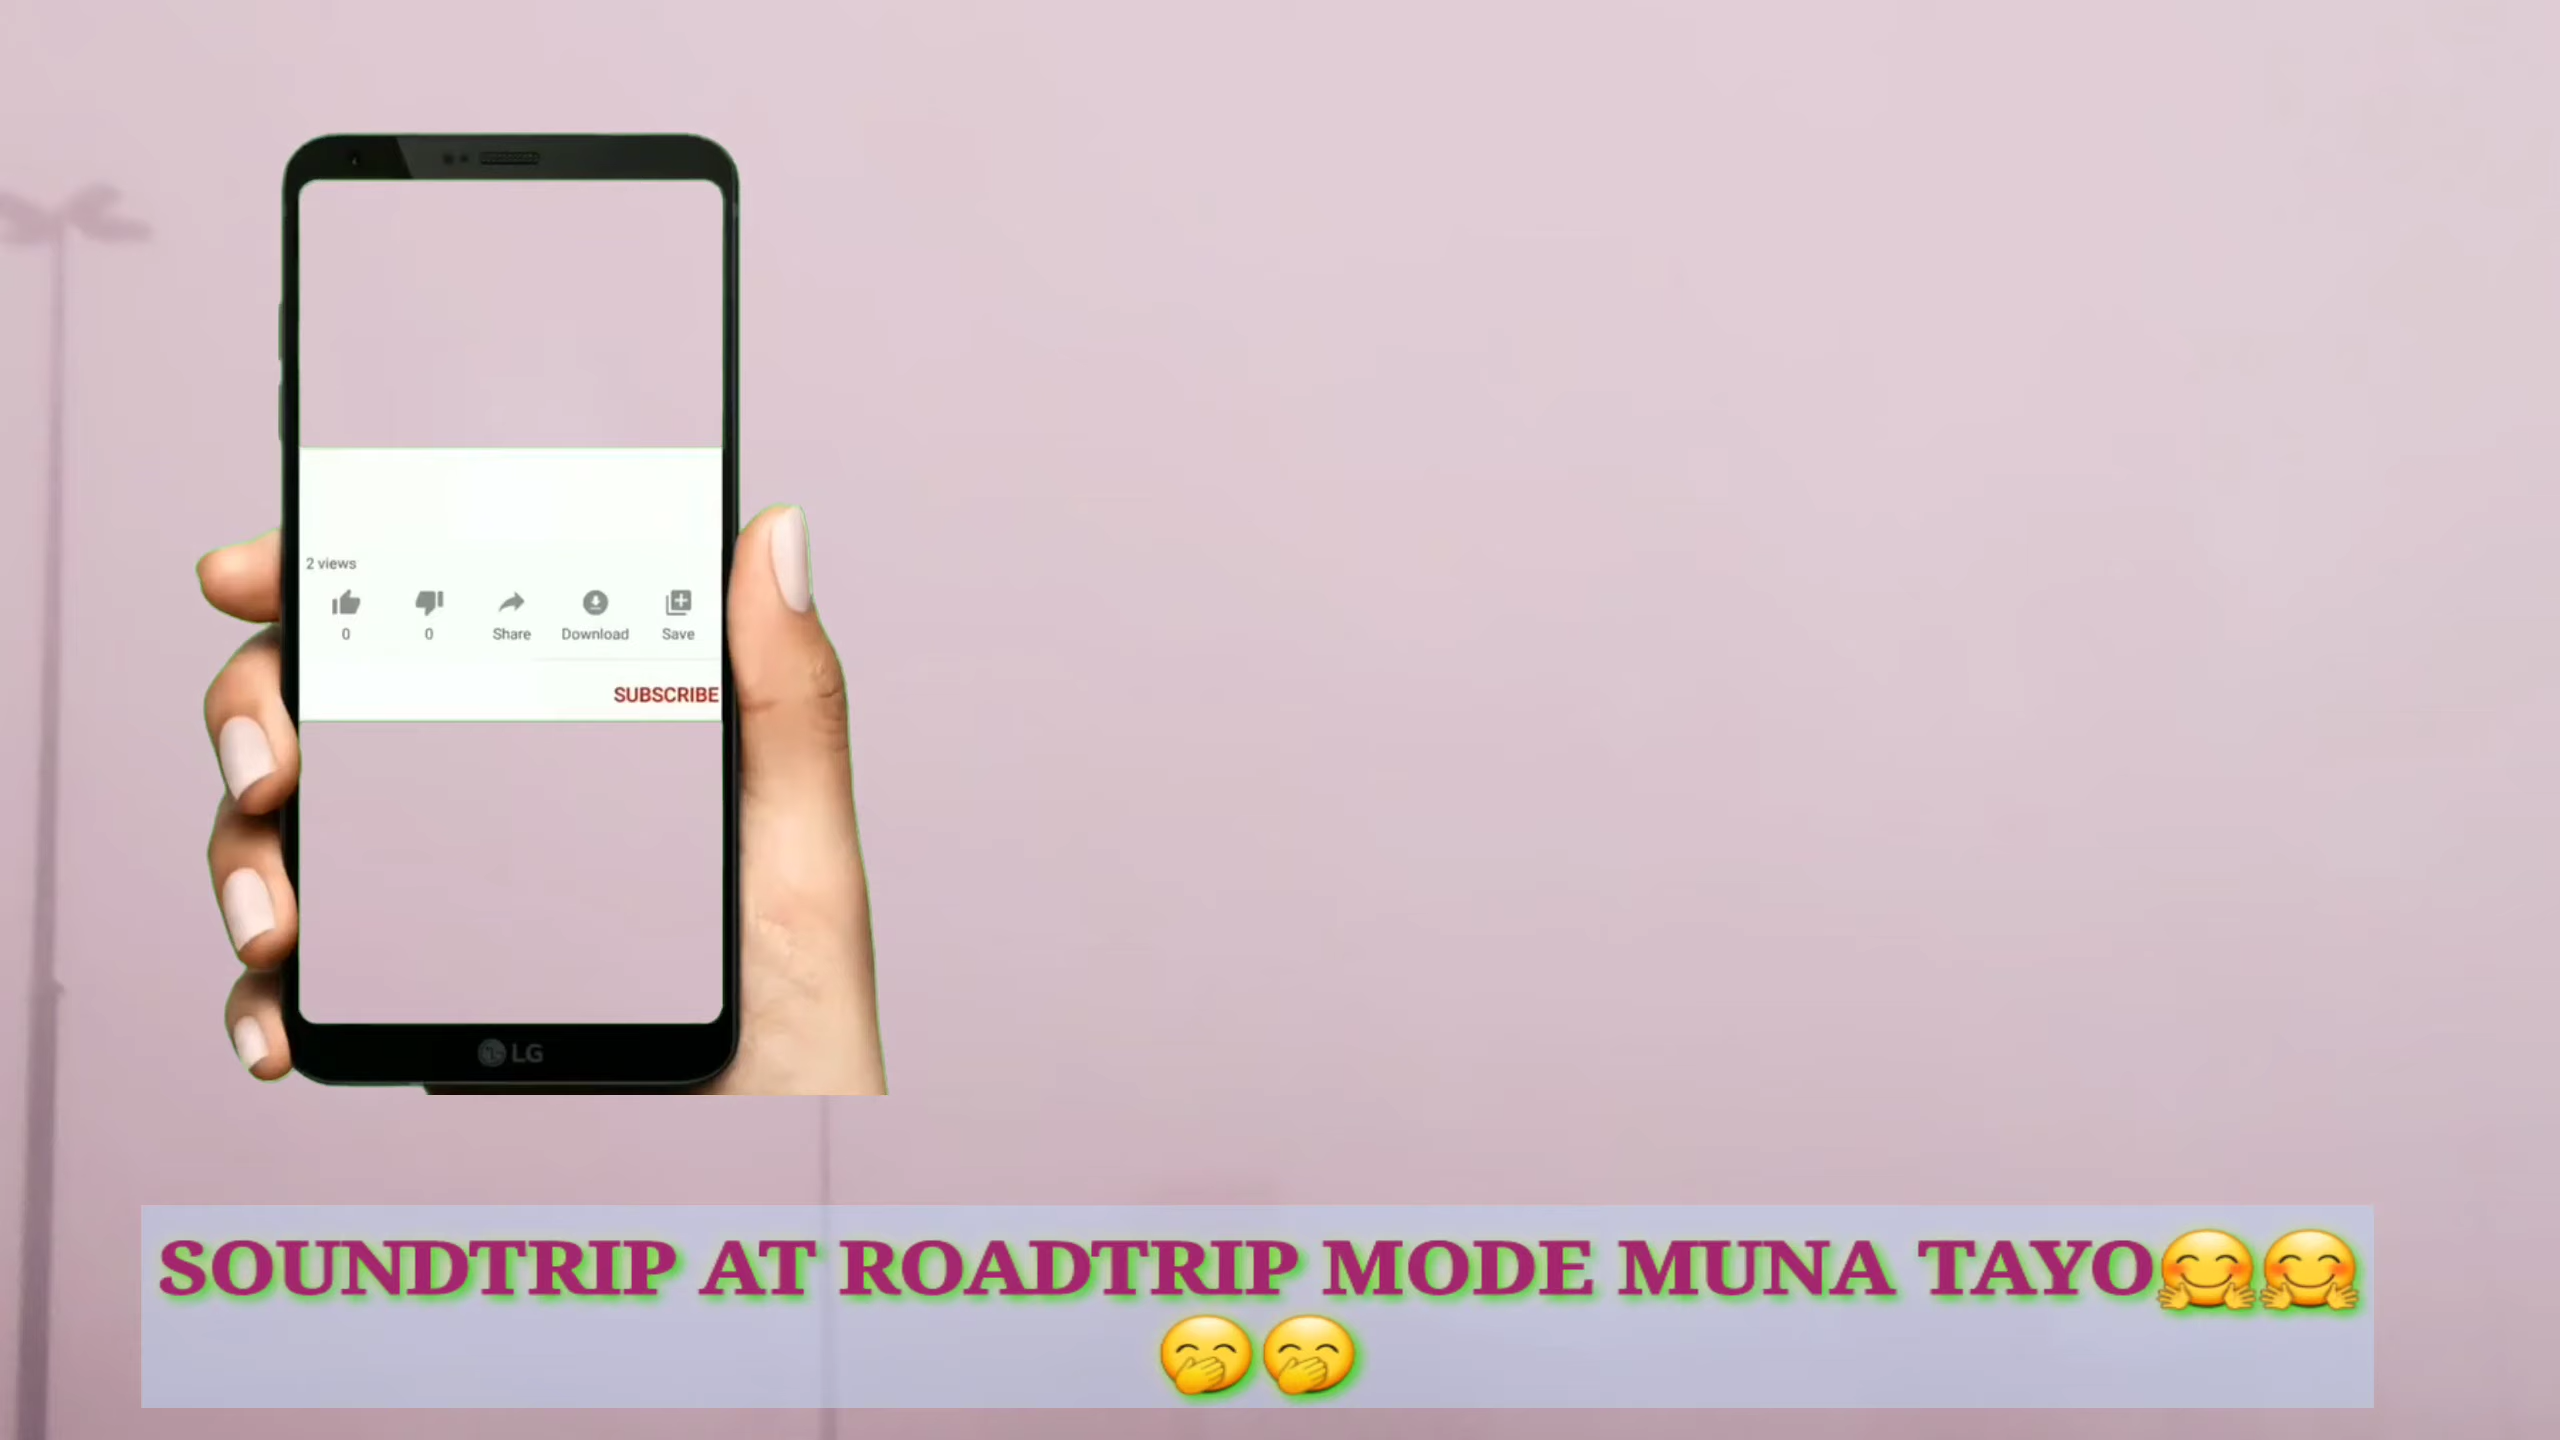 2 views
0 0 Share Download Save
SUBSCRIBE
LG
SOUNDTRIP AT ROADTRIP MODE MUNA TAYO🤗🤗
🤭🤭